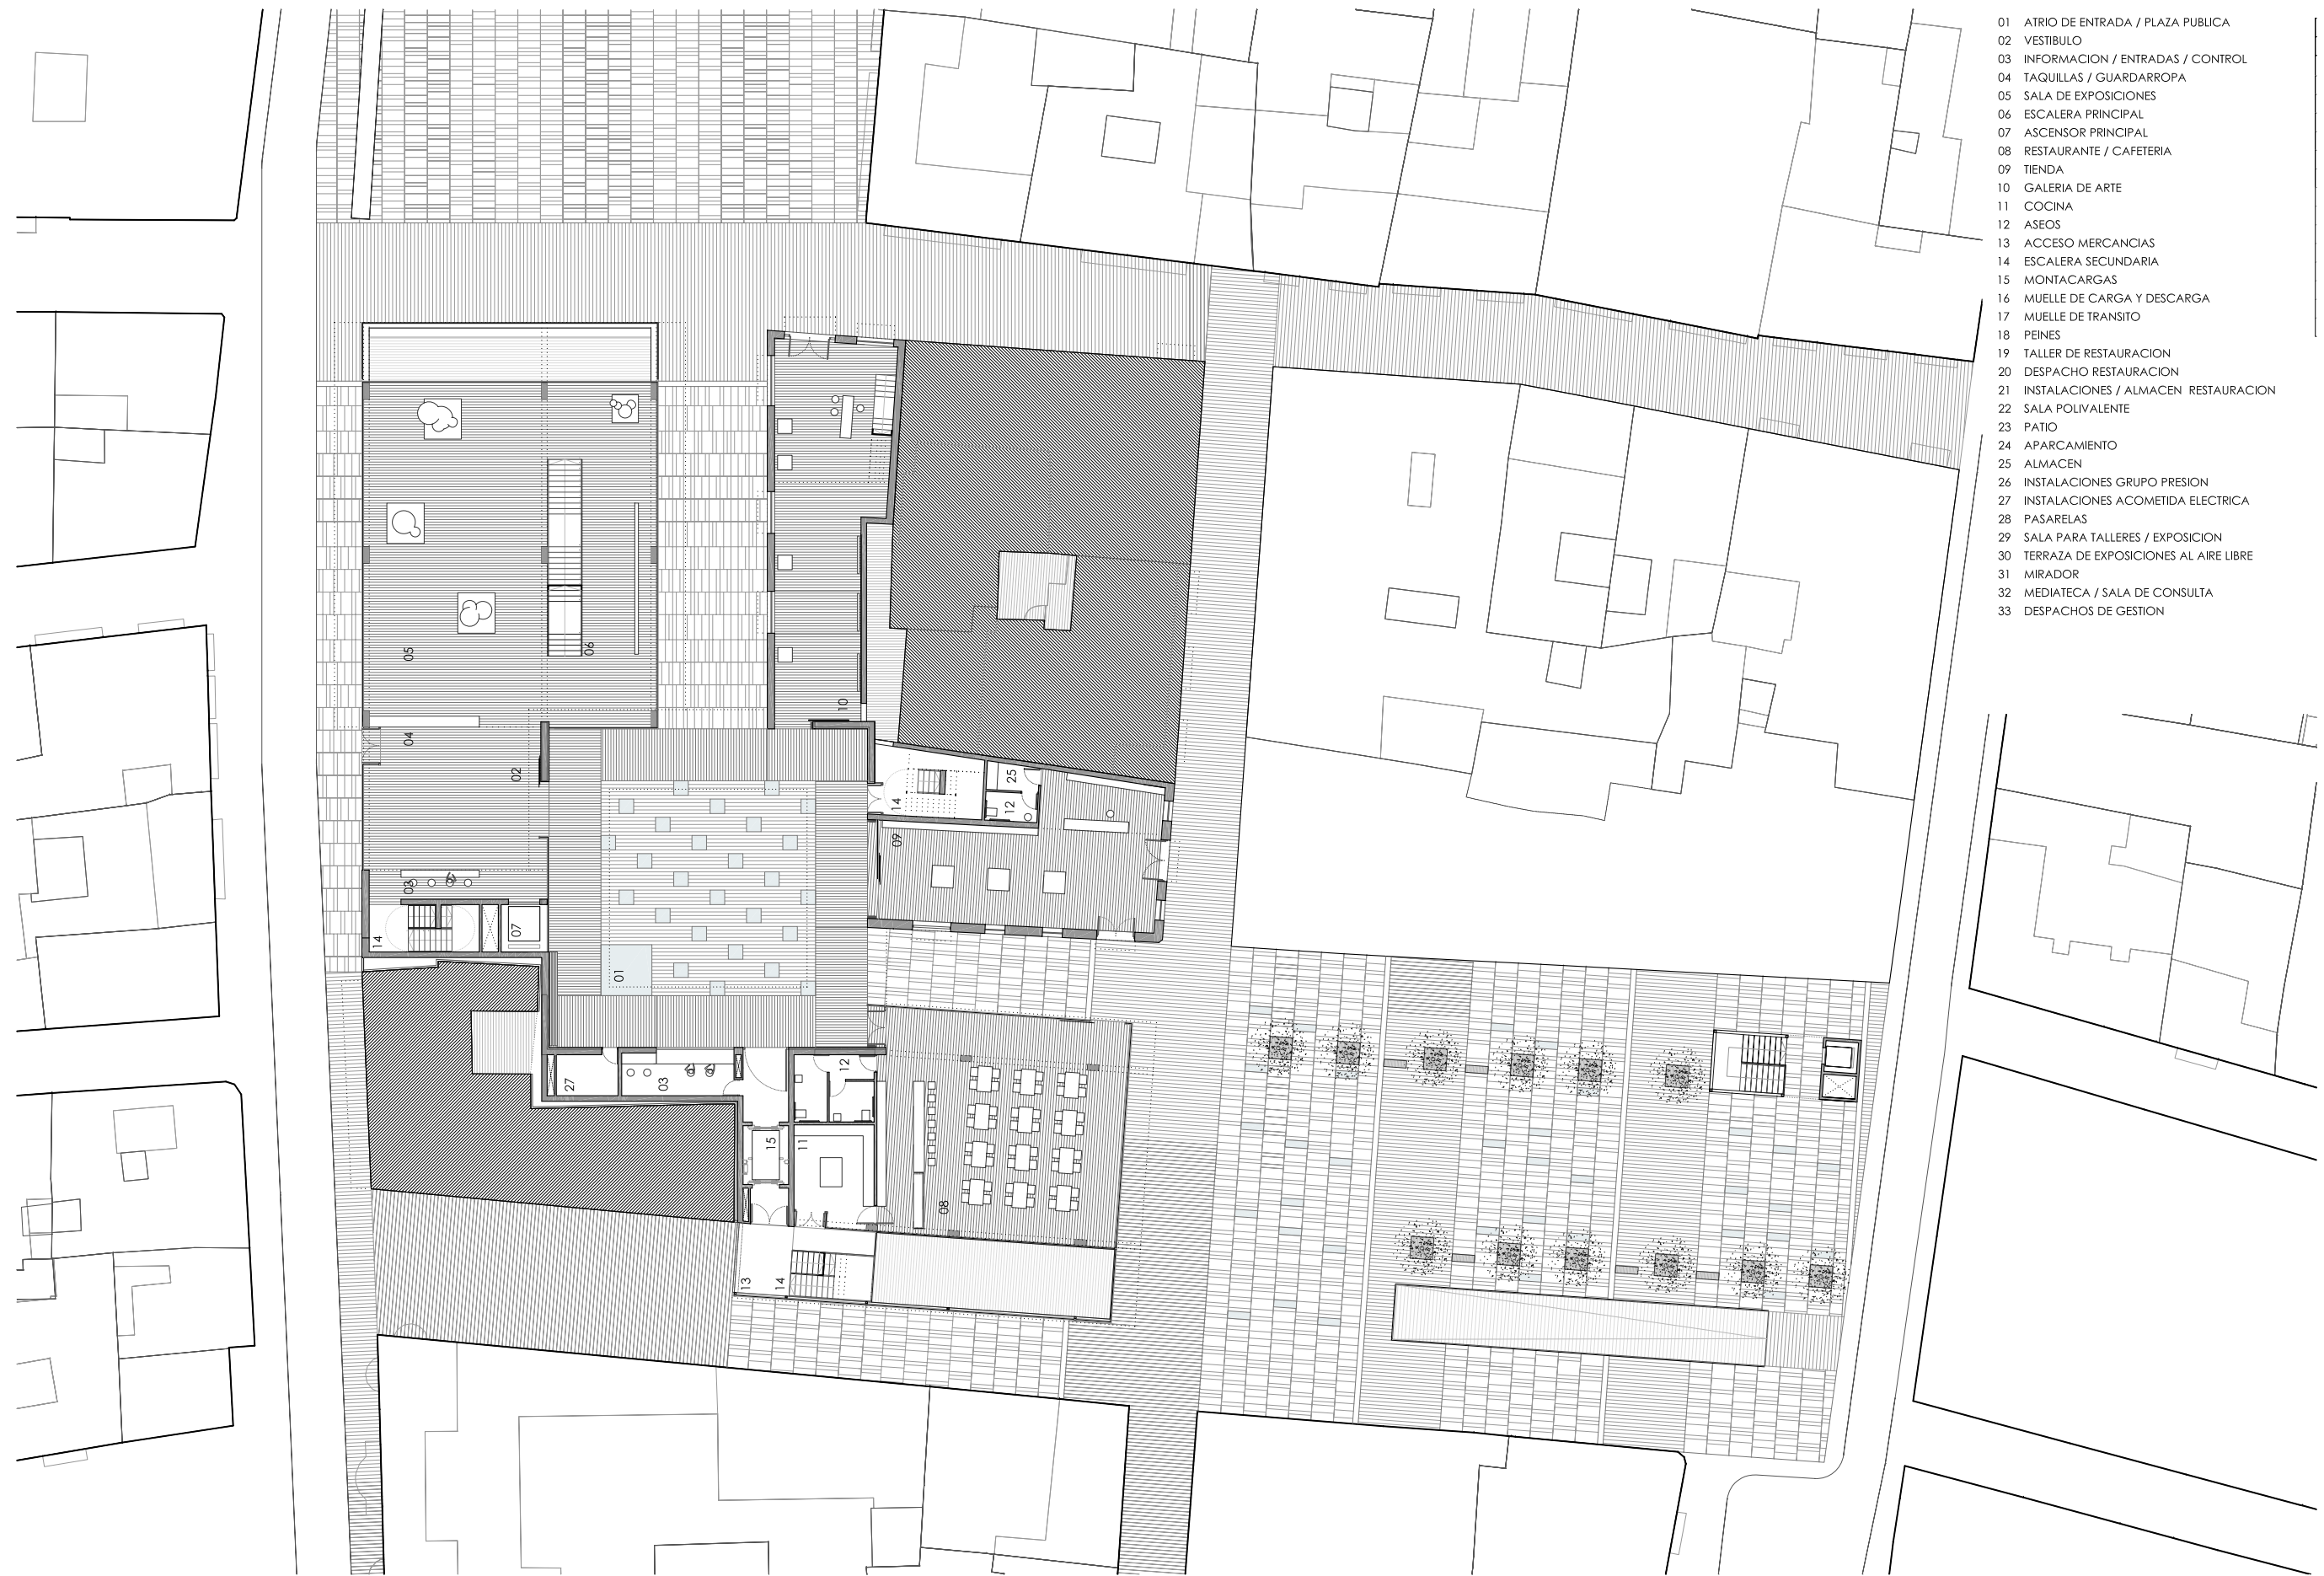 01 ATRIO DE ENTRADA / PLAZA PUBLICA
02 VESTIBULO
03 INFORMACION / ENTRADAS / CONTROL
04 TAQUILLAS / GUARDARROPA
05 SALA DE EXPOSICIONES
06 ESCALERA PRINCIPAL
07 ASCENSOR PRINCIPAL
08 RESTAURANTE / CAFETERIA
09 TIENDA
10 GALERIA DE ARTE
11 COCINA
12 ASEOS
13 ACCESO MERCANCIAS
14 ESCALERA SECUNDARIA
15 MONTACARGAS
16 MUELLE DE CARGA Y DESCARGA
17 MUELLE DE TRANSITO
18 PEINES
19 TALLER DE RESTAURACION
20 DESPACHO RESTAURACION
21 INSTALACIONES / ALMACEN RESTAURACION
22 SALA POLIVALENTE
23 PATIO
24 APARCAMIENTO
25 ALMACEN
26 INSTALACIONES GRUPO PRESION
27 INSTALACIONES ACOMETIDA ELECTRICA
28 PASARELAS
29 SALA PARA TALLERES / EXPOSICION
30 TERRAZA DE EXPOSICIONES AL AIRE LIBRE
31 MIRADOR
32 MEDIATECA / SALA DE CONSULTA
33 DESPACHOS DE GESTION
05
06
10
04
02
25
14
12
09
03
07
14
01
12
27
03
15
11
08
13
14